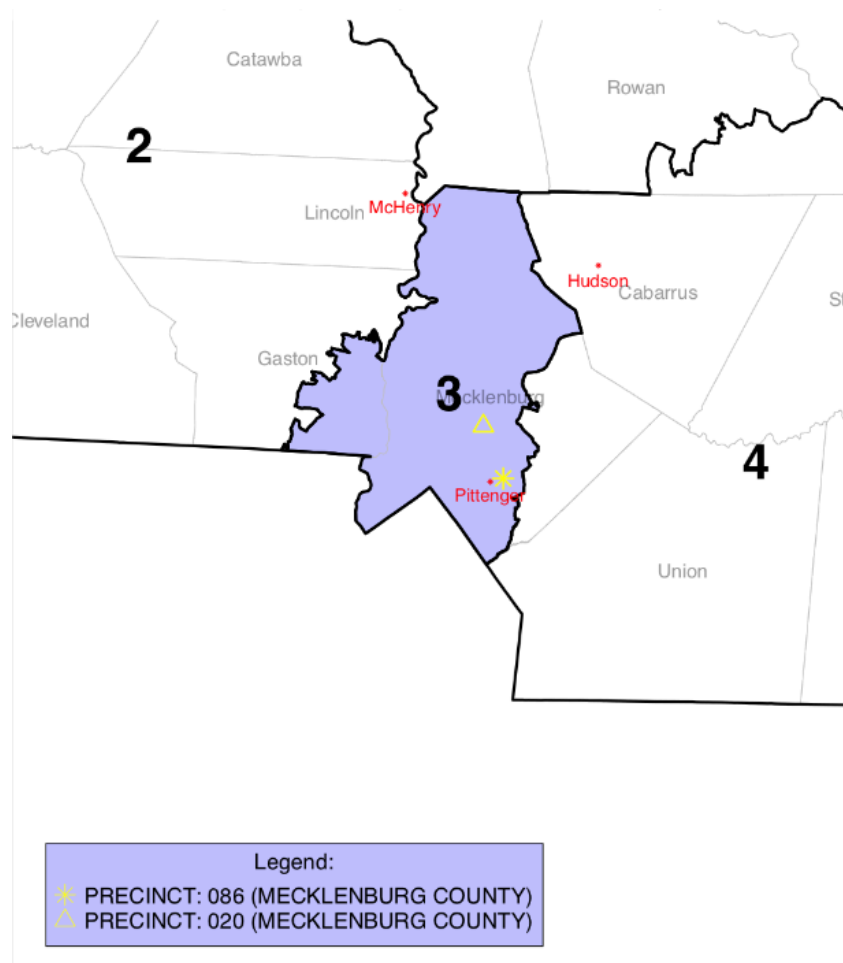 Catawba
Rowan
2
McHenry
Lincoln
Hudson
Cabarrus
St
Cleveland
Gaston
3
Mecklenburg
4
Pittenger
Union
Legend:
PRECINCT: 086 (MECKLENBURG COUNTY)
PRECINCT: 020 (MECKLENBURG COUNTY)